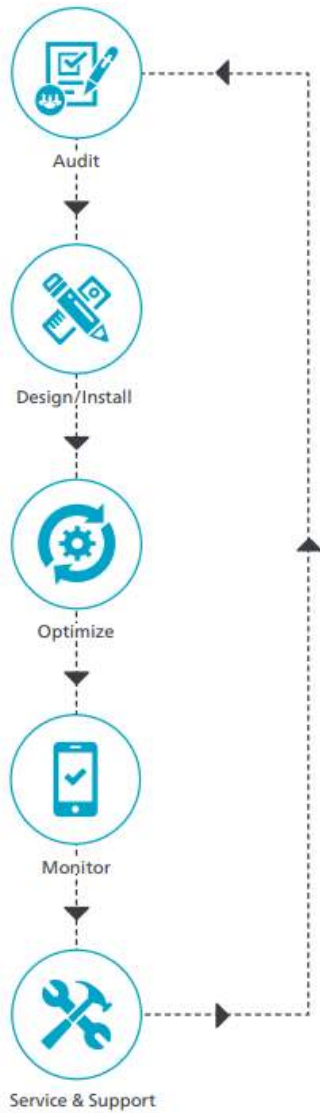 Audit
Design/Install
Optimize
Monitor
Service & Support